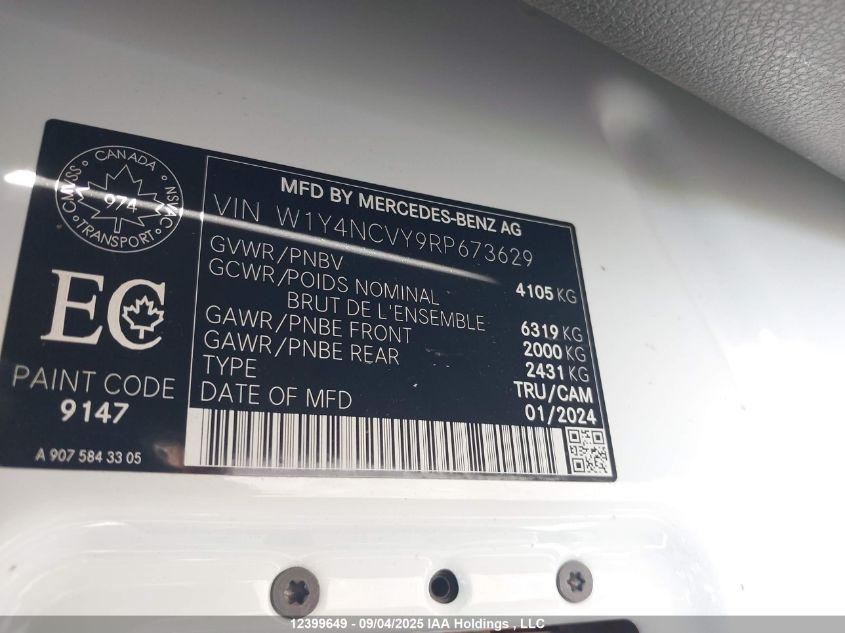 CANADA
CMVSS
NSVAC
974
TRANSPORT
EC
PAINT CODE
9147
A 907 584 33 05
MFD BY MERCEDES-BENZ AG
VIN W1Y4NCVY9RP673629
GVWR/PNBV 4105 KG
GCWR/POIDS NOMINAL
BRUT DE L'ENSEMBLE 6319 KG
GAWR/PNBE FRONT 2000 KG
GAWR/PNBE REAR 2431 KG
TYPE TRU/CAM
DATE OF MFD 01/2024
12399649 - 09/04/2025 IAA Holdings , LLC